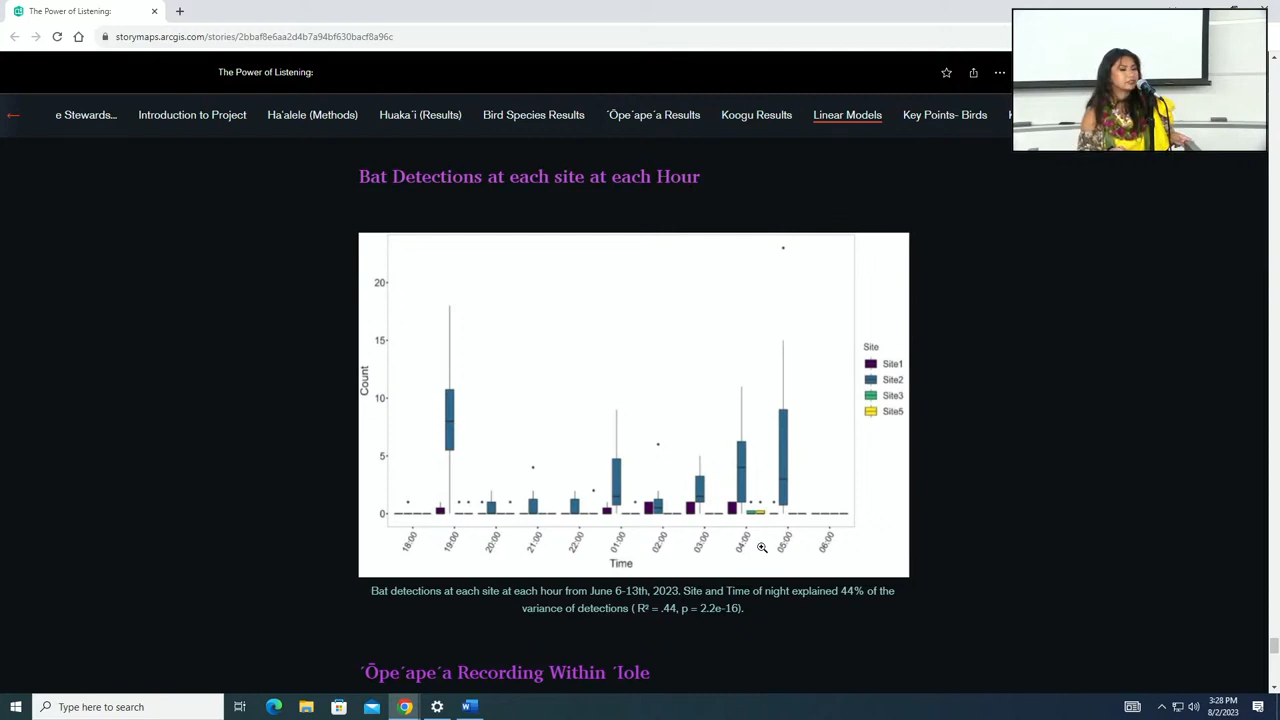 The Power of Listening:
storymaps.arcgis.com/stories/2bbaf8e6aa2d4b7a94bf630bacf8a96c
The Power of Listening:
e Stewards... Introduction to Project Haʻalele (Methods) Huakaʻi (Results) Bird Species Results ´Ōpe´ape´a Results Koogu Results Linear Models Key Points- Birds
Bat Detections at each site at each Hour
Count
20
15
10
5
0
18:00 19:00 20:00 21:00 22:00 01:00 02:00 03:00 04:00 05:00 06:00
Time
Site
Site1
Site2
Site3
Site5
Bat detections at each site at each hour from June 6-13th, 2023. Site and Time of night explained 44% of the
variance of detections ( R² = .44, p = 2.2e-16).
´Ōpe´ape´a Recording Within ´Iole
Type here to search
3:28 PM
8/2/2023